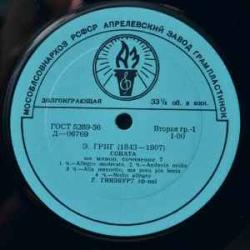 МОСОБЛСОВНАРХОЗ РСФСР АПРЕЛЕВСКИЙ ЗАВОД ГРАМПЛАСТИНОК
АЗ
ДОЛГОИГРАЮЩАЯ
33⅓ об. в мин.
ГОСТ 5289-56
Вторая гр.-1
Д—06769
1-00
Э. ГРИГ (1843—1907)
СОНАТА
ми минор, сочинение 7
1 ч.—Allegro moderato, 2 ч.—Andante molto
3 ч.—Alla menuetto, ma poco più lento
4 ч.—Molto allegro
Г. ГИНЗБУРГ (ф-но)